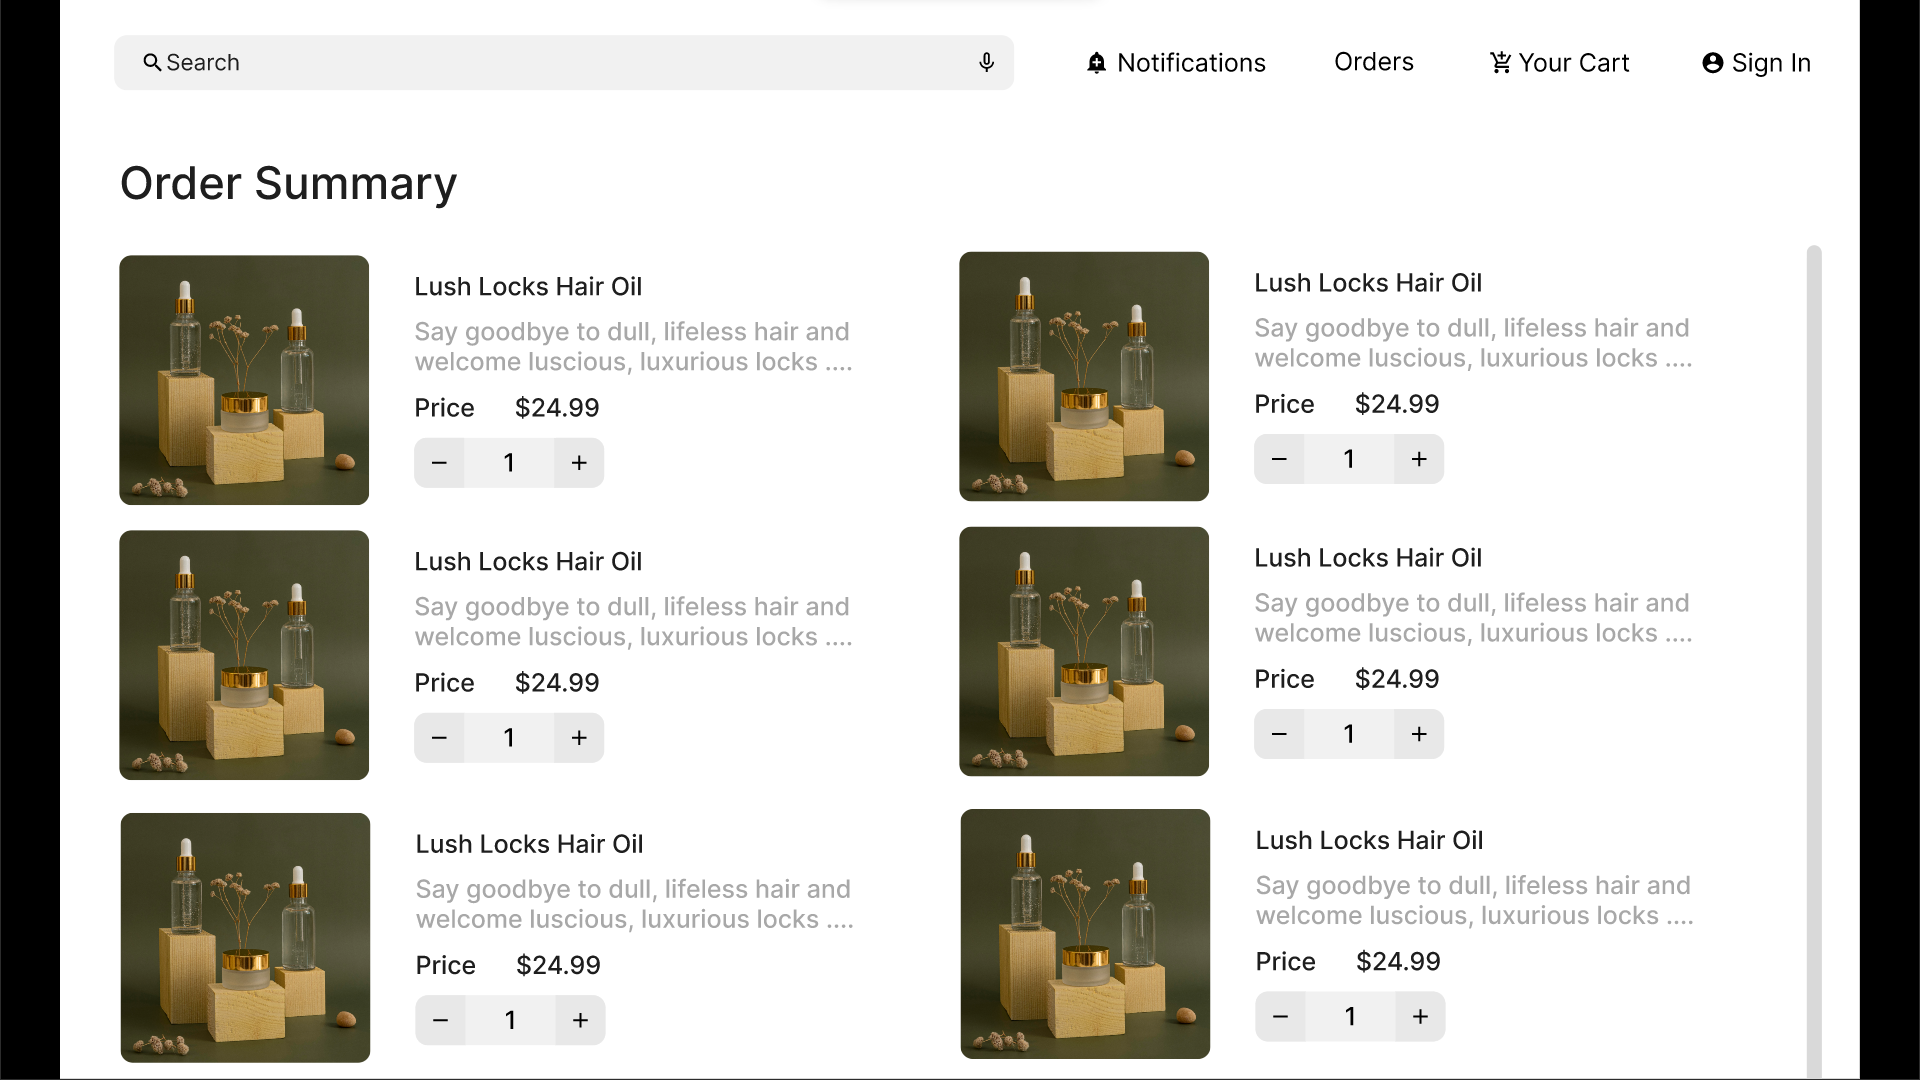 Search
Notifications
Orders
Your Cart
Sign In
Order Summary
Lush Locks Hair Oil
Say goodbye to dull, lifeless hair and
welcome luscious, luxurious locks ....
Price $24.99
− 1 +
Lush Locks Hair Oil
Say goodbye to dull, lifeless hair and
welcome luscious, luxurious locks ....
Price $24.99
− 1 +
Lush Locks Hair Oil
Say goodbye to dull, lifeless hair and
welcome luscious, luxurious locks ....
Price $24.99
− 1 +
Lush Locks Hair Oil
Say goodbye to dull, lifeless hair and
welcome luscious, luxurious locks ....
Price $24.99
− 1 +
Lush Locks Hair Oil
Say goodbye to dull, lifeless hair and
welcome luscious, luxurious locks ....
Price $24.99
− 1 +
Lush Locks Hair Oil
Say goodbye to dull, lifeless hair and
welcome luscious, luxurious locks ....
Price $24.99
− 1 +